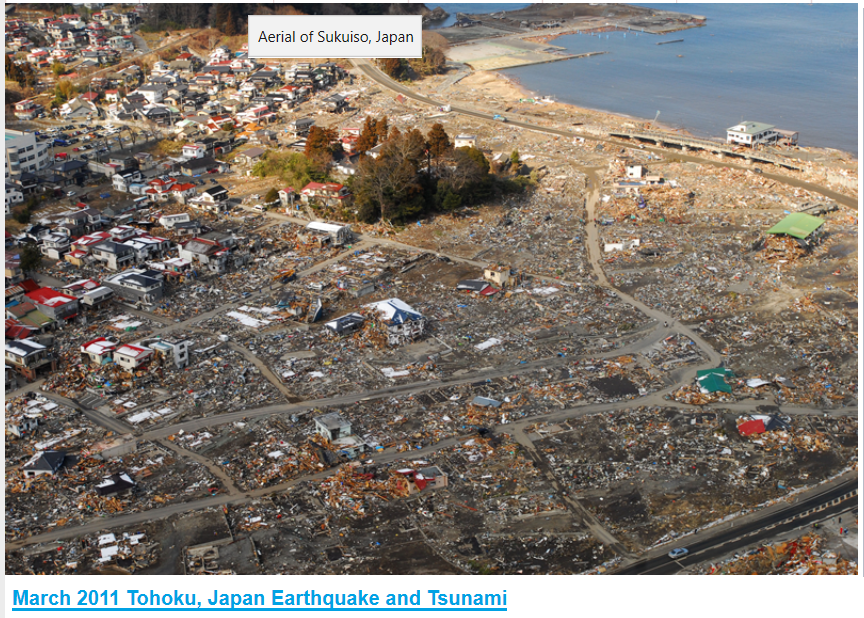 Aerial of Sukuiso, Japan
March 2011 Tohoku, Japan Earthquake and Tsunami